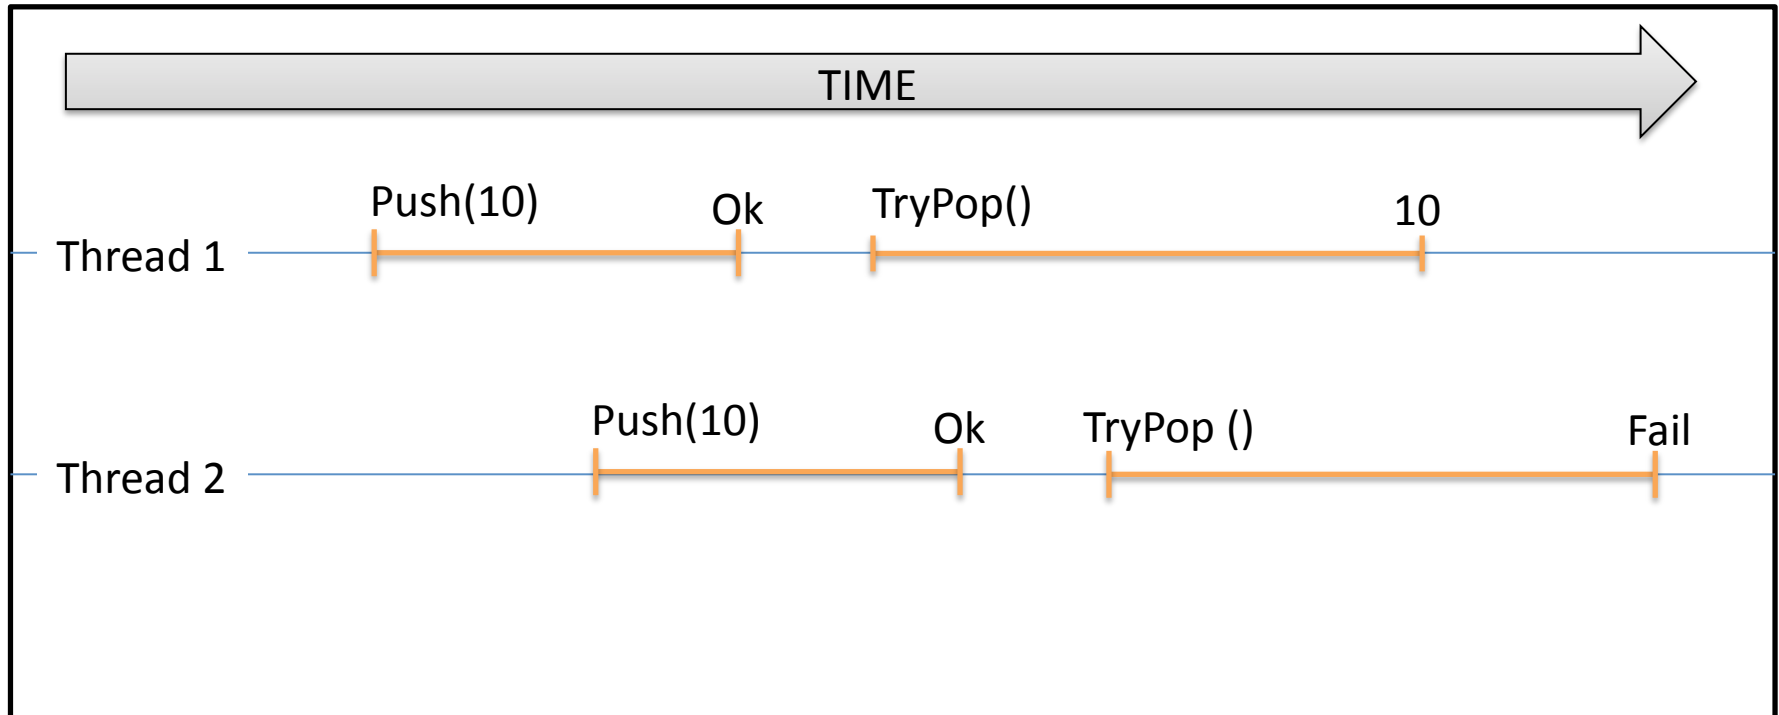 TIME
Push(10) Ok TryPop() 10
Thread 1
Push(10) Ok TryPop () Fail
Thread 2